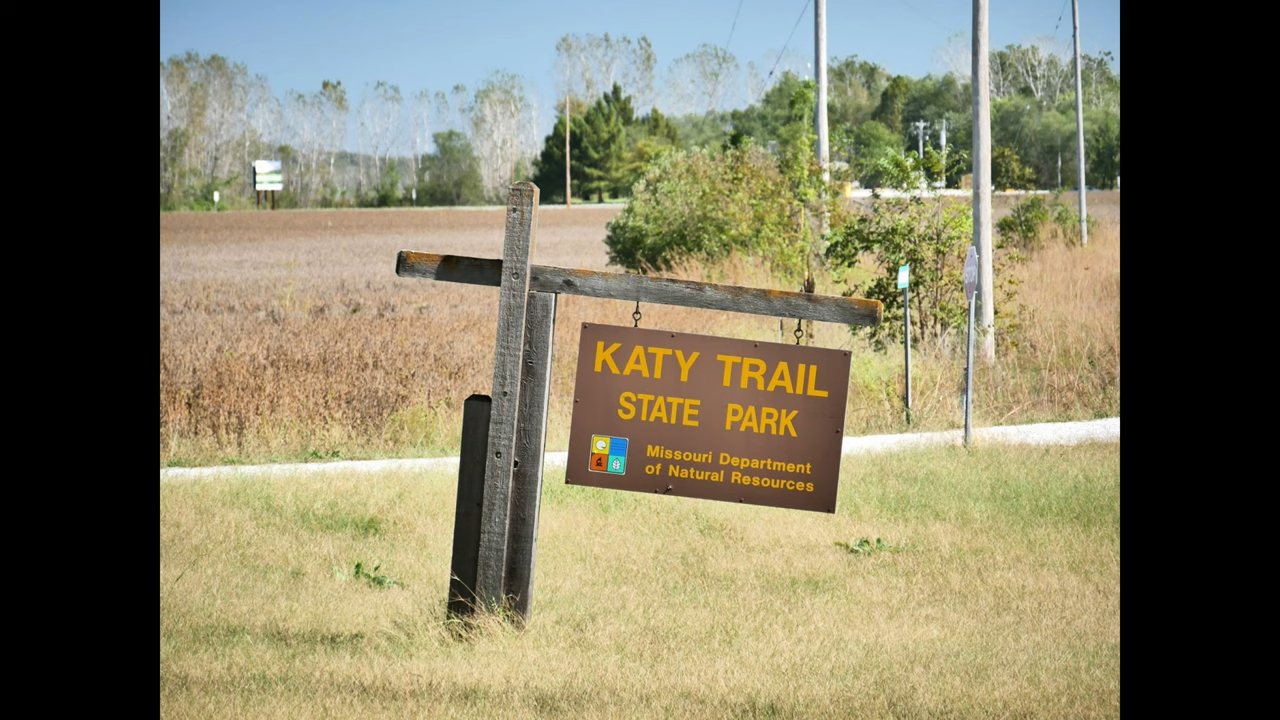 KATY TRAIL
STATE PARK
Missouri Department
of Natural Resources